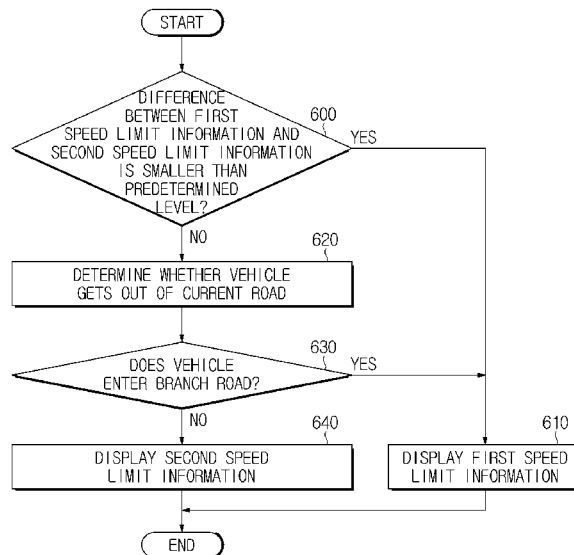 START
DIFFERENCE
BETWEEN FIRST
SPEED LIMIT INFORMATION AND
SECOND SPEED LIMIT INFORMATION
IS SMALLER THAN
PREDETERMINED
LEVEL?
600
YES
NO
620
DETERMINE WHETHER VEHICLE
GETS OUT OF CURRENT ROAD
630
DOES VEHICLE
ENTER BRANCH ROAD?
YES
NO
640
DISPLAY SECOND SPEED
LIMIT INFORMATION
610
DISPLAY FIRST SPEED
LIMIT INFORMATION
END